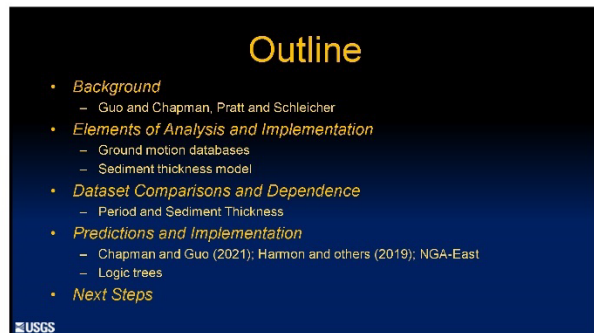 Outline
• Background
– Guo and Chapman, Pratt and Schleicher
• Elements of Analysis and Implementation
– Ground motion databases
– Sediment thickness model
• Dataset Comparisons and Dependence
– Period and Sediment Thickness
• Predictions and Implementation
– Chapman and Guo (2021); Harmon and others (2019); NGA-East
– Logic trees
• Next Steps
USGS